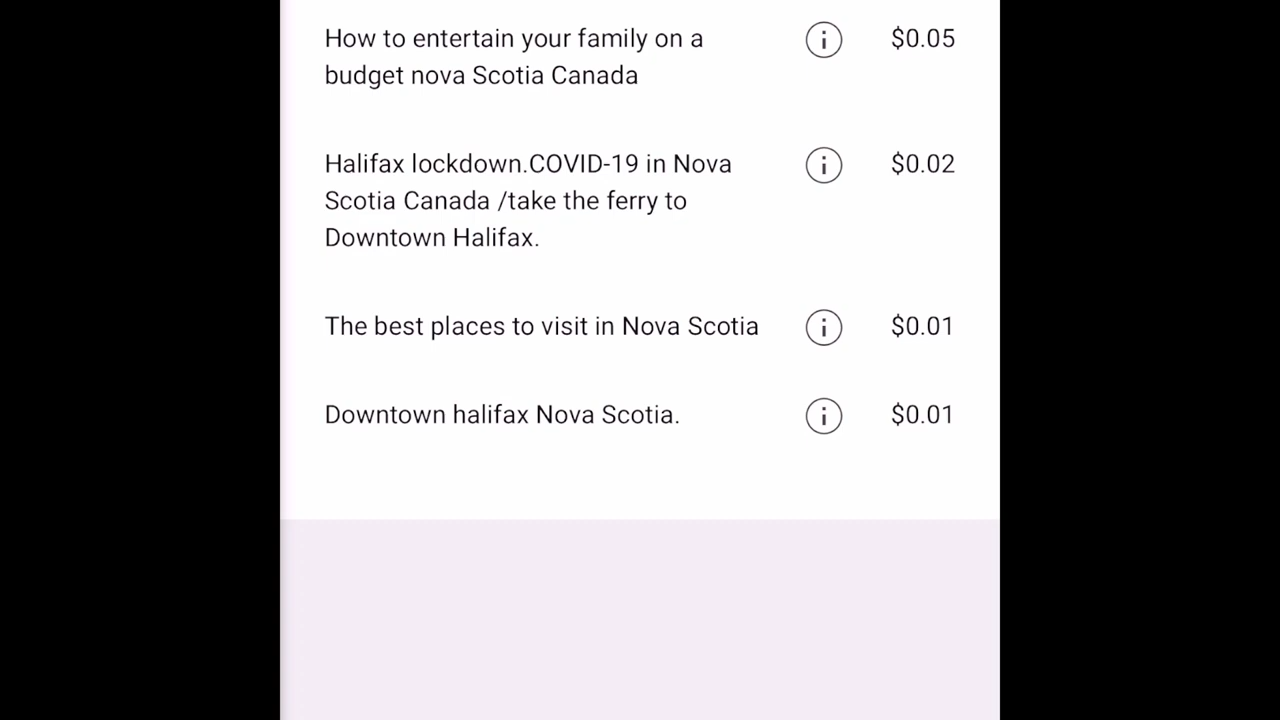 How to entertain your family on a
budget nova Scotia Canada
$0.05
Halifax lockdown.COVID-19 in Nova
Scotia Canada /take the ferry to
Downtown Halifax.
$0.02
The best places to visit in Nova Scotia
$0.01
Downtown halifax Nova Scotia.
$0.01